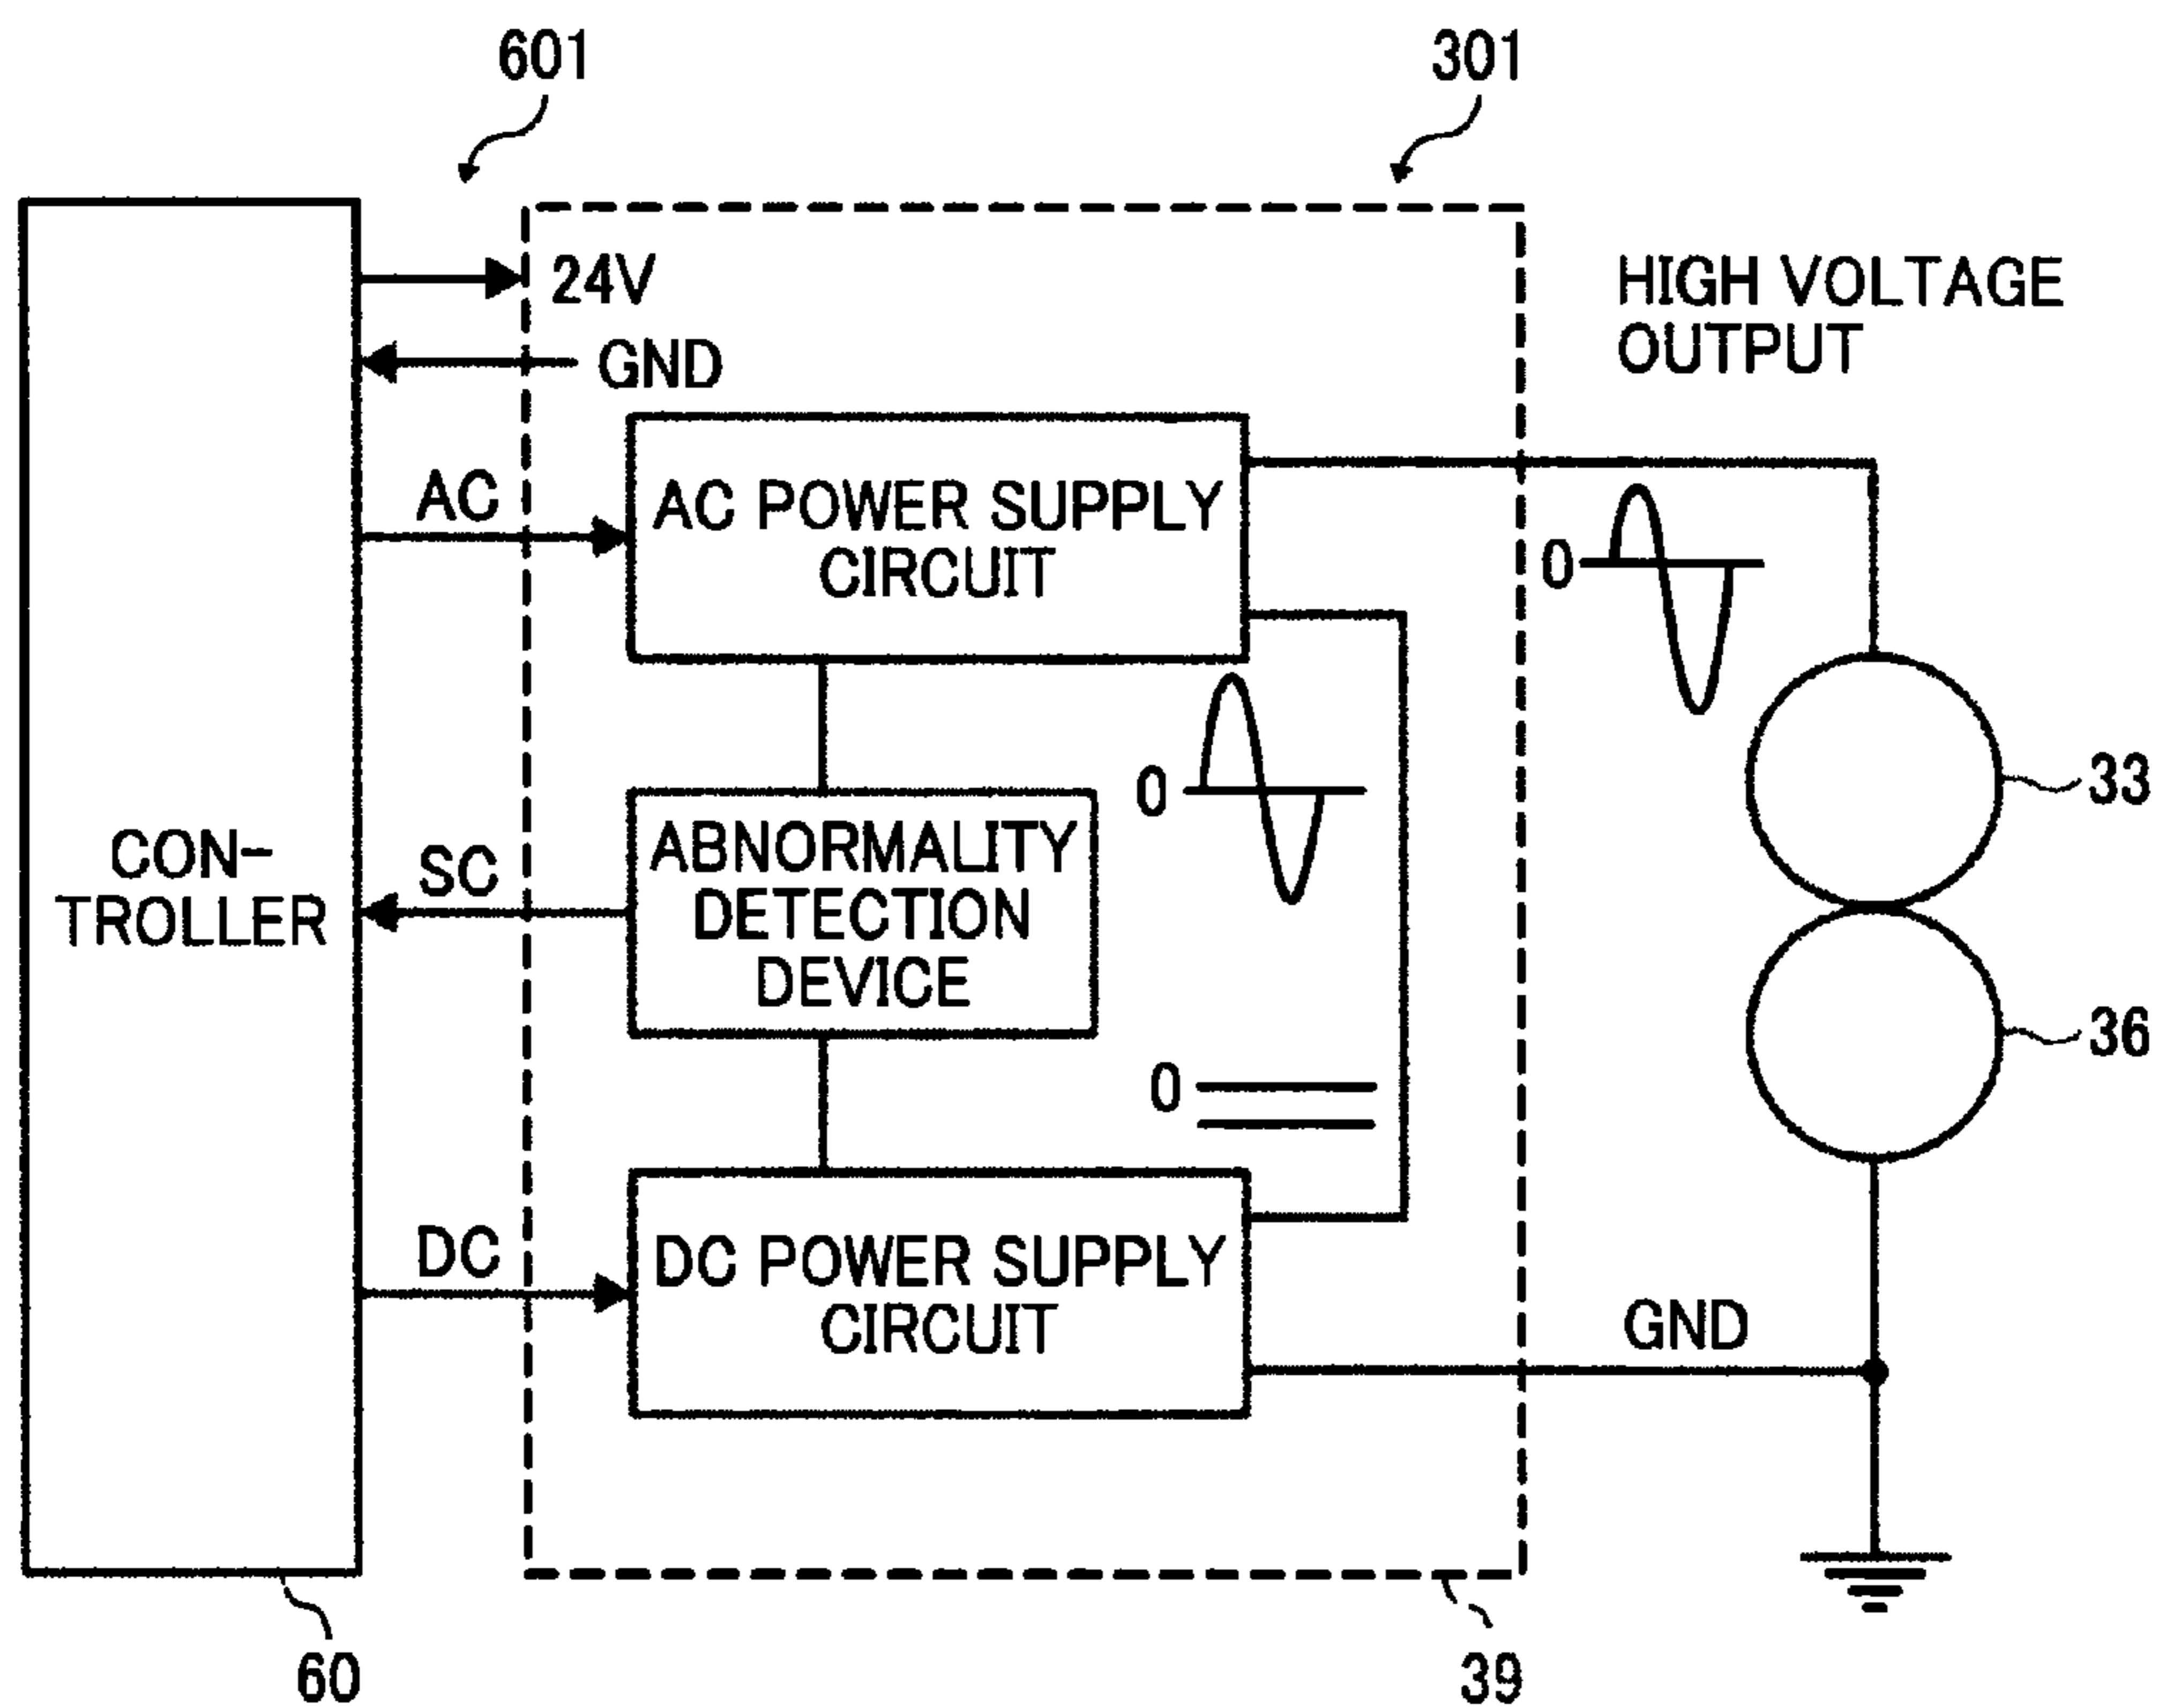 601
301
24V
HIGH VOLTAGE
OUTPUT
GND
AC
AC POWER SUPPLY
CIRCUIT
0
0
33
CON-
TROLLER
SC
ABNORMALITY
DETECTION
DEVICE
36
0
DC
DC POWER SUPPLY
CIRCUIT
GND
60
39